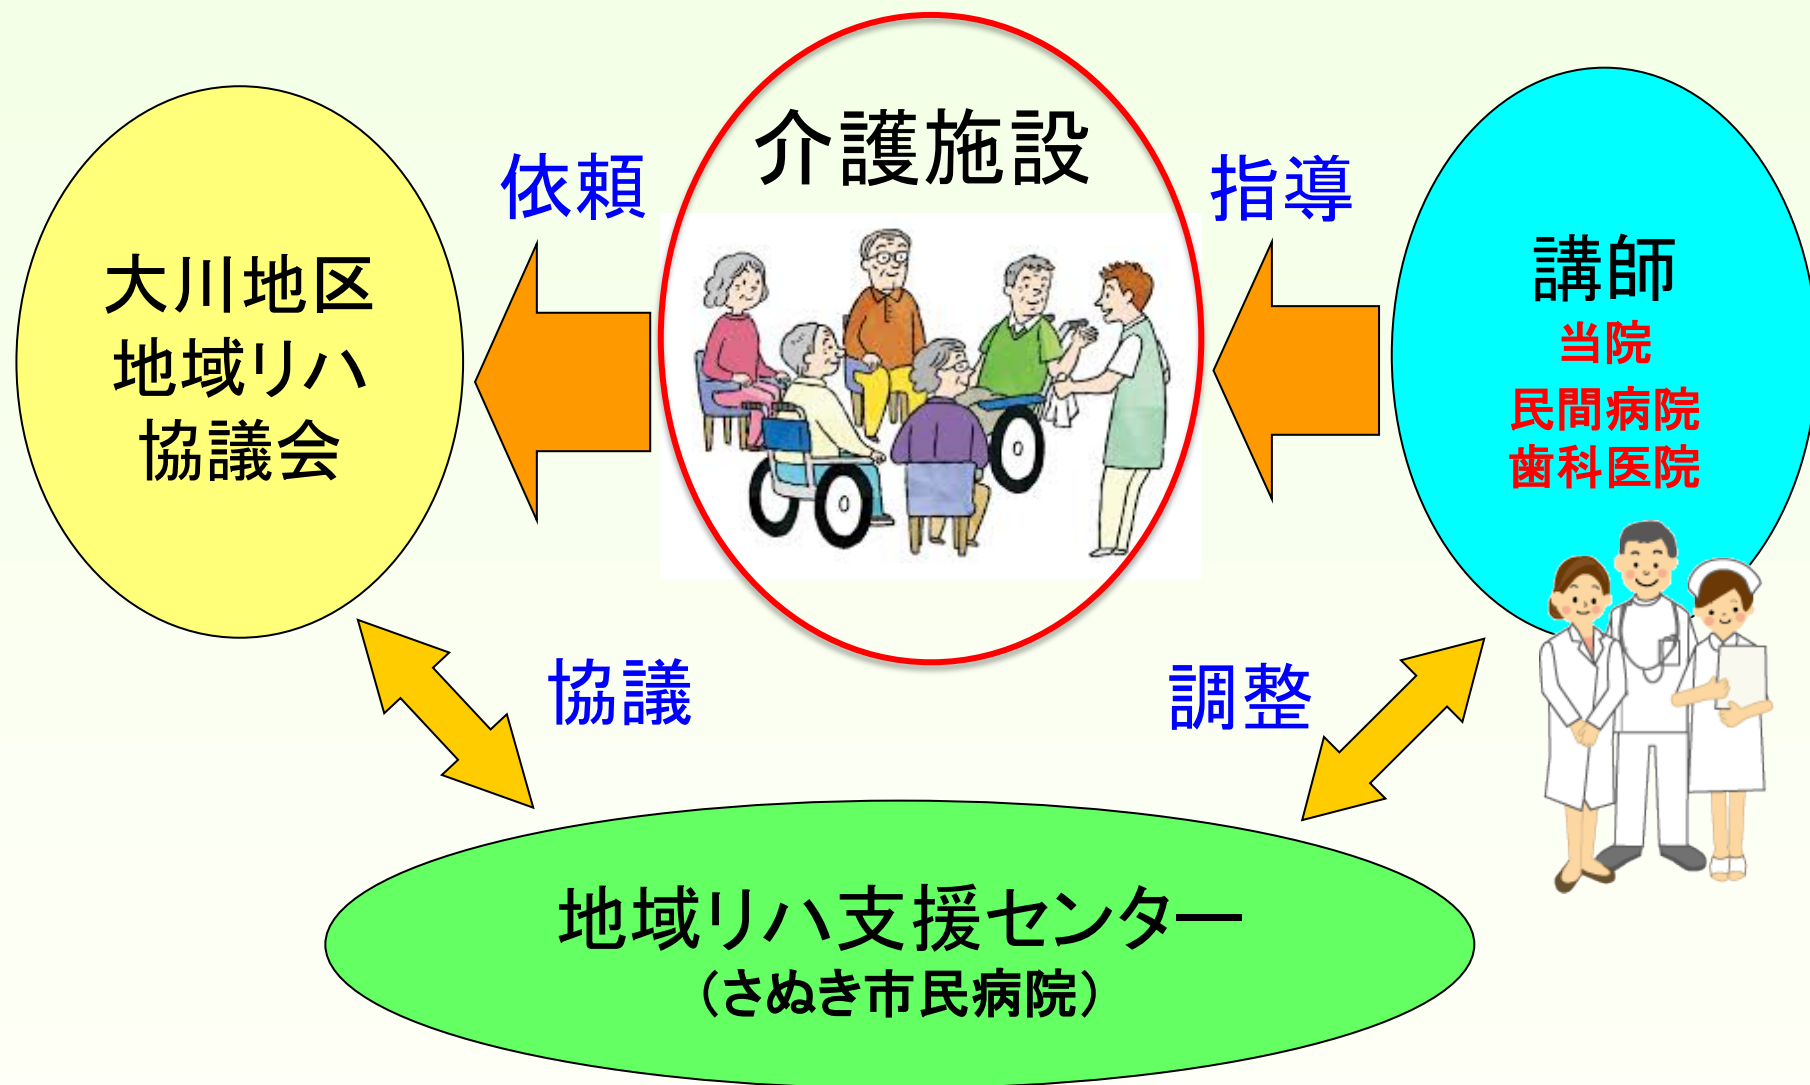 介護施設
依頼
指導
大川地区
地域リハ
協議会
講師
当院
民間病院
歯科医院
協議
調整
地域リハ支援センター
（さぬき市民病院）